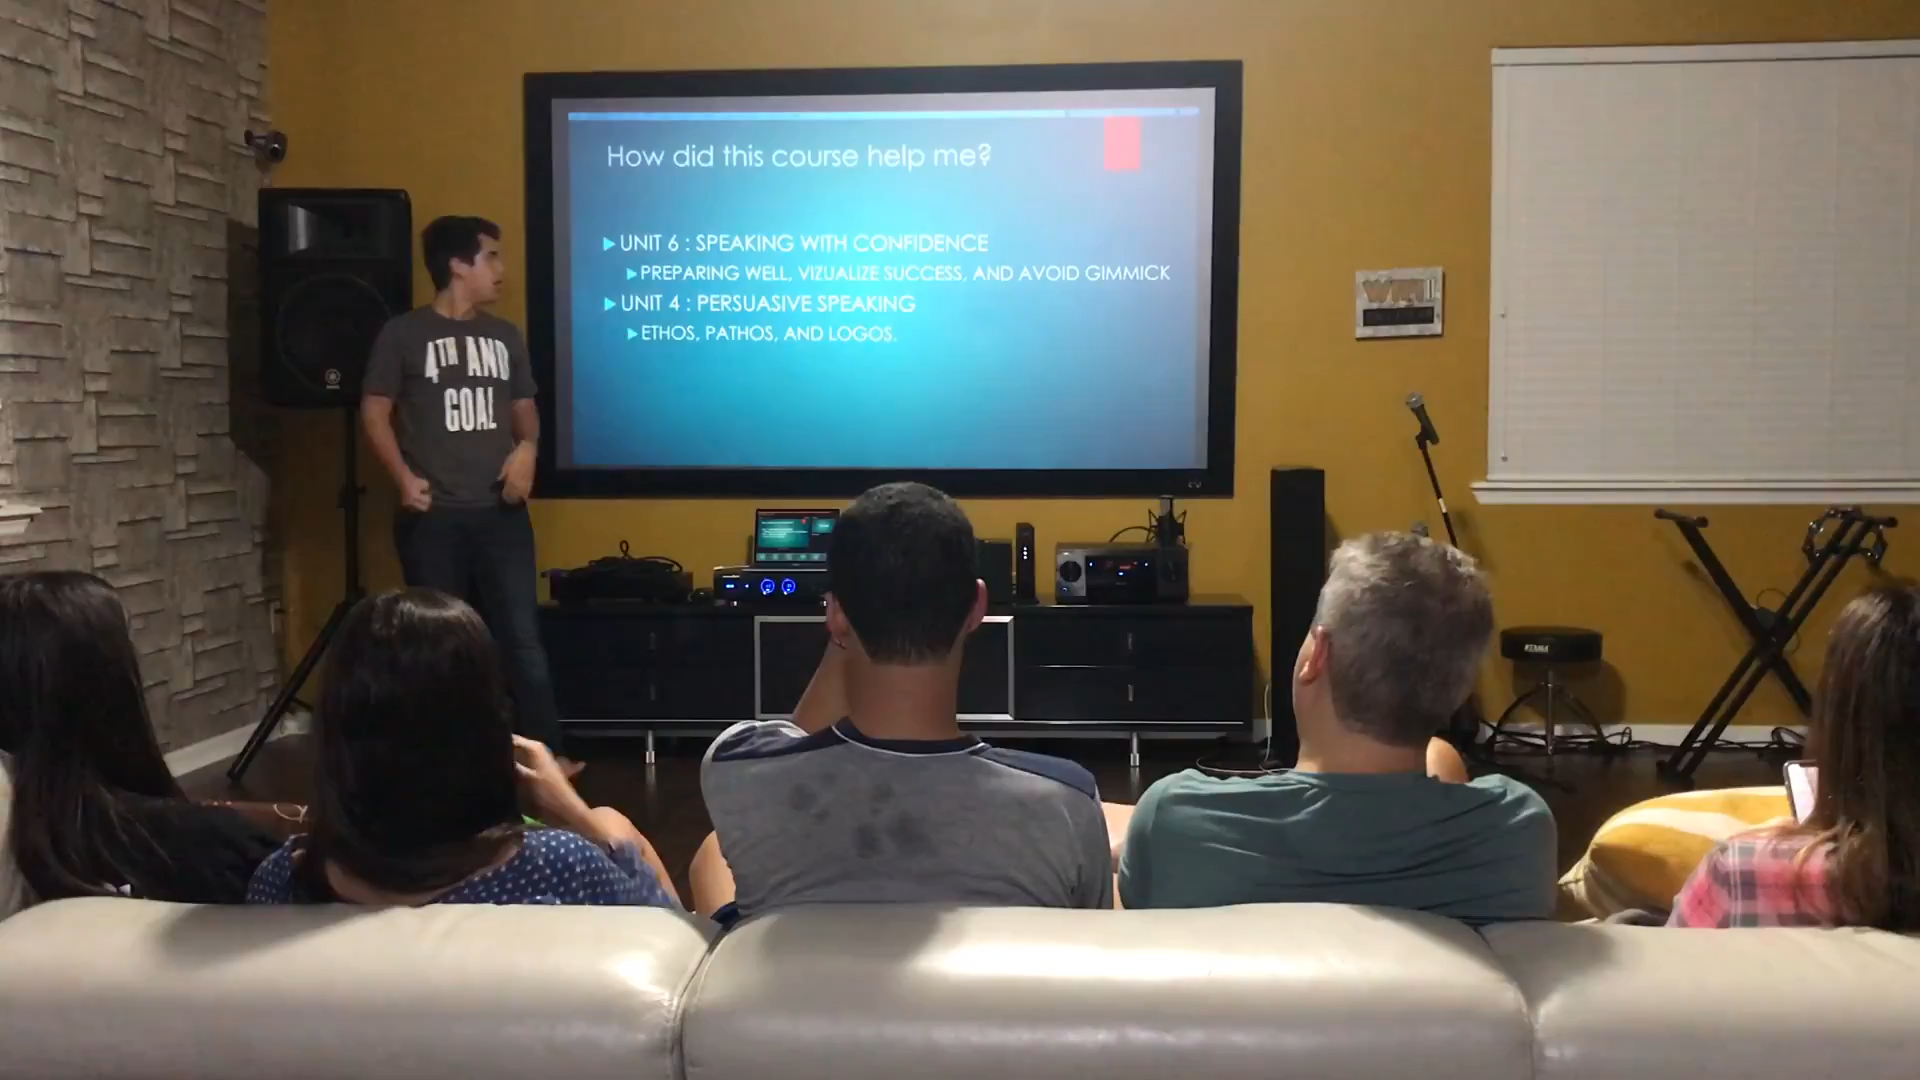 How did this course help me?
UNIT 6 : SPEAKING WITH CONFIDENCE
PREPARING WELL, VIZUALIZE SUCCESS, AND AVOID GIMMICK
UNIT 4 : PERSUASIVE SPEAKING
ETHOS, PATHOS, AND LOGOS.
4TH AND
GOAL
TAMA